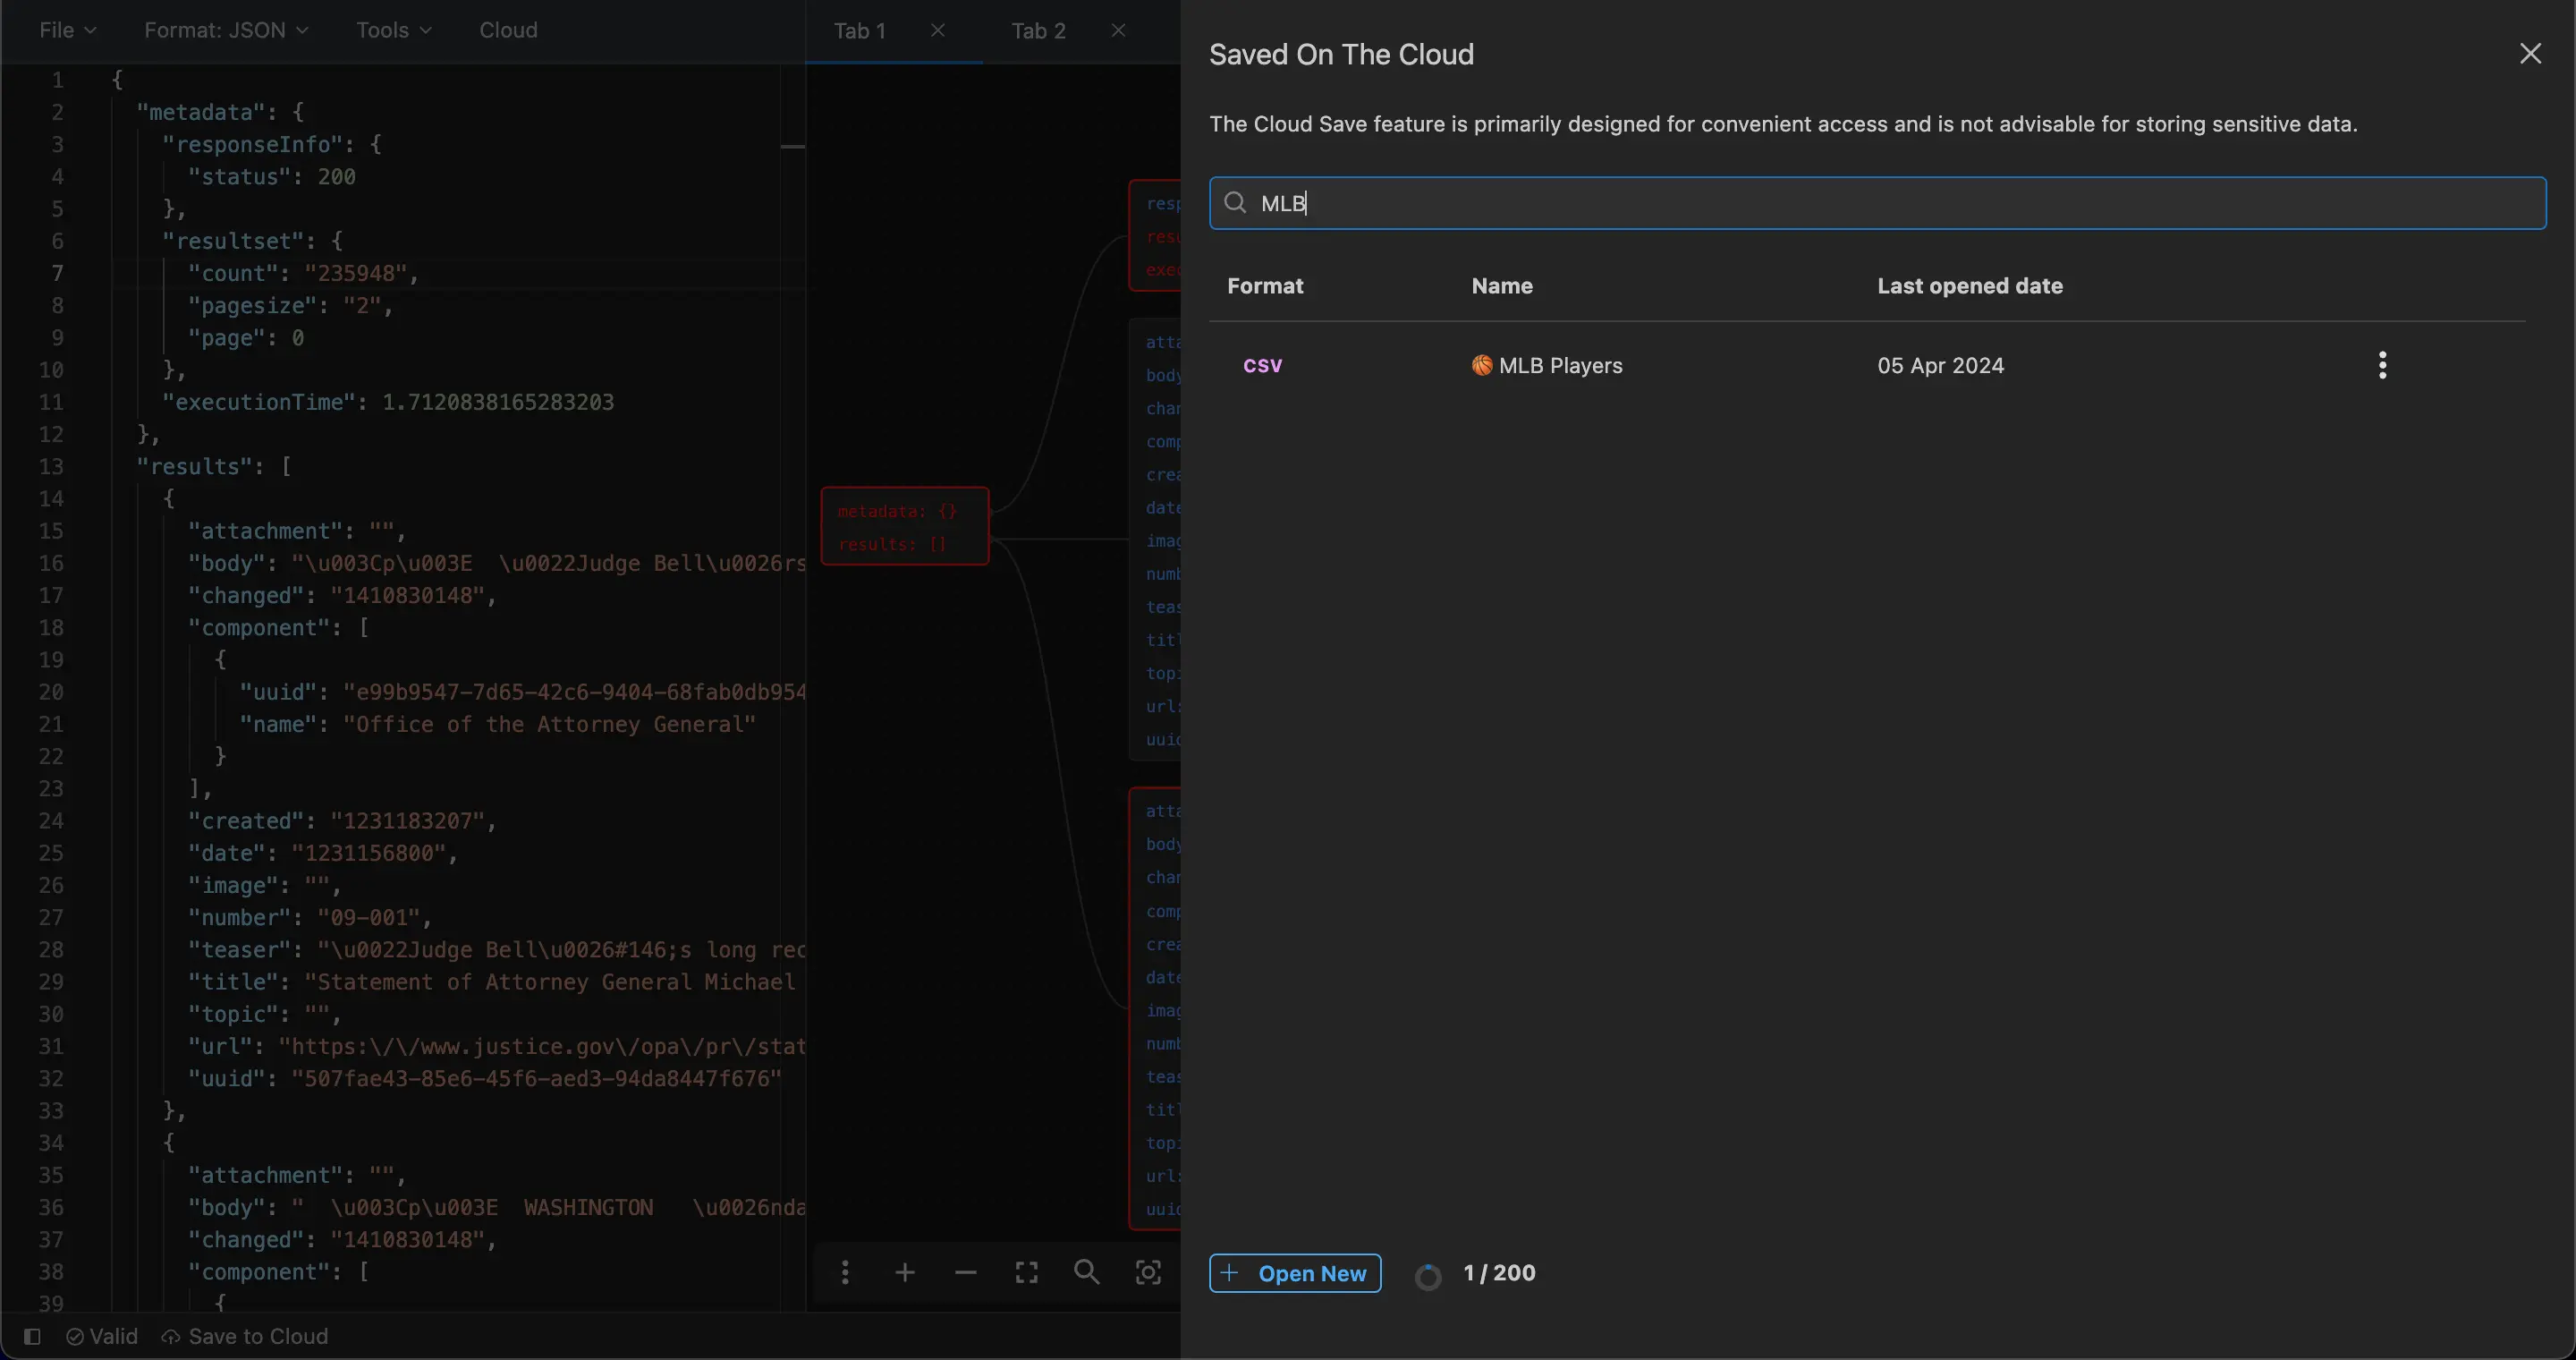 File
Format: JSON
Tools
Cloud
1 {
2 "metadata": {
3 "responseInfo": {
4 "status": 200
5 },
6 "resultset": {
7 "count": "235948",
8 "pagesize": "2",
9 "page": 0
10 },
11 "executionTime": 1.7120838165283203
12 },
13 "results": [
14 {
15 "attachment": "",
16 "body": "\u003Cp\u003E  \u0022Judge Bell\u0026rs
17 "changed": "1410830148",
18 "component": [
19 {
20 "uuid": "e99b9547-7d65-42c6-9404-68fab0db954
21 "name": "Office of the Attorney General"
22 }
23 ],
24 "created": "1231183207",
25 "date": "1231156800",
26 "image": "",
27 "number": "09-001",
28 "teaser": "\u0022Judge Bell\u0026#146;s long rec
29 "title": "Statement of Attorney General Michael
30 "topic": "",
31 "url": "https:\/\/www.justice.gov\/opa\/pr\/stat
32 "uuid": "507fae43-85e6-45f6-aed3-94da8447f676"
33 },
34 {
35 "attachment": "",
36 "body": "  \u003Cp\u003E  WASHINGTON   \u0026nda
37 "changed": "1410830148",
38 "component": [
39 {
Valid
Save to Cloud
Tab 1
Tab 2
metadata: {}
results: []
resp
resu
exec
atta
body
chan
comp
crea
date
imag
numb
teas
titl
topi
url:
uuid
atta
body
chan
comp
crea
date
imag
numb
teas
titl
topi
url:
uuid
Saved On The Cloud
The Cloud Save feature is primarily designed for convenient access and is not advisable for storing sensitive data.
MLB
Format Name Last opened date
CSV 🏀 MLB Players 05 Apr 2024
+ Open New
1 / 200